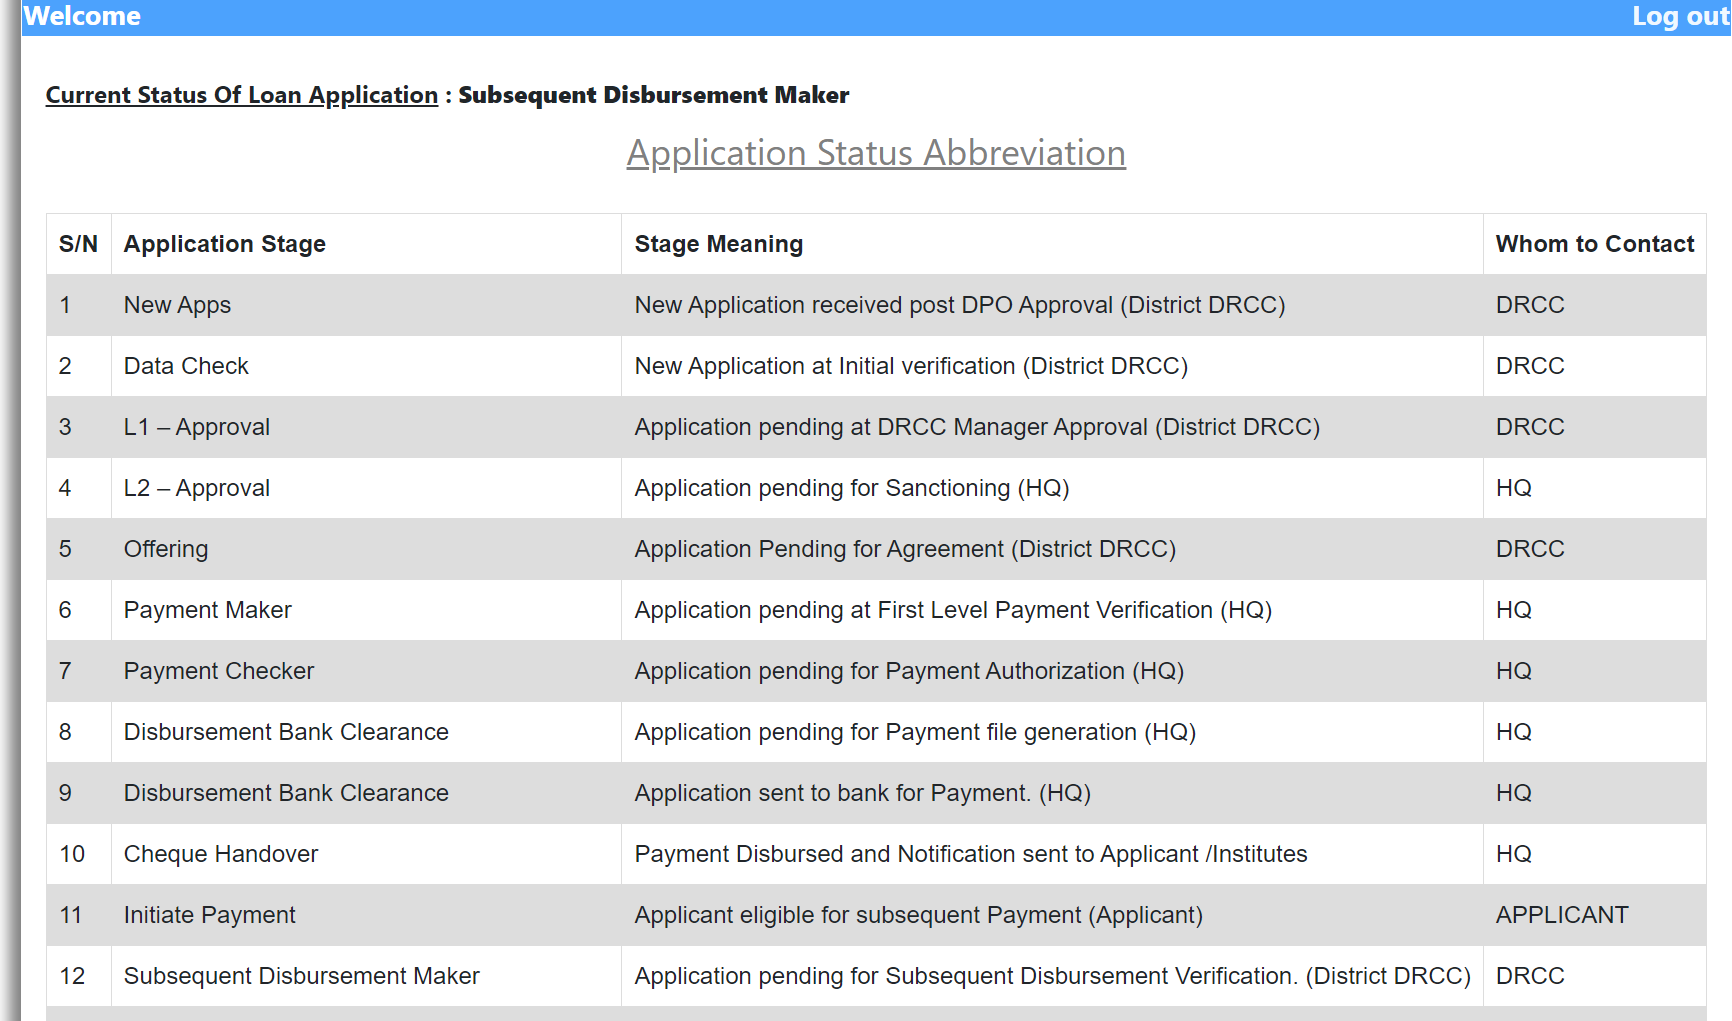 Welcome Log out
Current Status Of Loan Application : Subsequent Disbursement Maker
Application Status Abbreviation
S/N Application Stage Stage Meaning Whom to Contact
1 New Apps New Application received post DPO Approval (District DRCC) DRCC
2 Data Check New Application at Initial verification (District DRCC) DRCC
3 L1 – Approval Application pending at DRCC Manager Approval (District DRCC) DRCC
4 L2 – Approval Application pending for Sanctioning (HQ) HQ
5 Offering Application Pending for Agreement (District DRCC) DRCC
6 Payment Maker Application pending at First Level Payment Verification (HQ) HQ
7 Payment Checker Application pending for Payment Authorization (HQ) HQ
8 Disbursement Bank Clearance Application pending for Payment file generation (HQ) HQ
9 Disbursement Bank Clearance Application sent to bank for Payment. (HQ) HQ
10 Cheque Handover Payment Disbursed and Notification sent to Applicant /Institutes HQ
11 Initiate Payment Applicant eligible for subsequent Payment (Applicant) APPLICANT
12 Subsequent Disbursement Maker Application pending for Subsequent Disbursement Verification. (District DRCC) DRCC